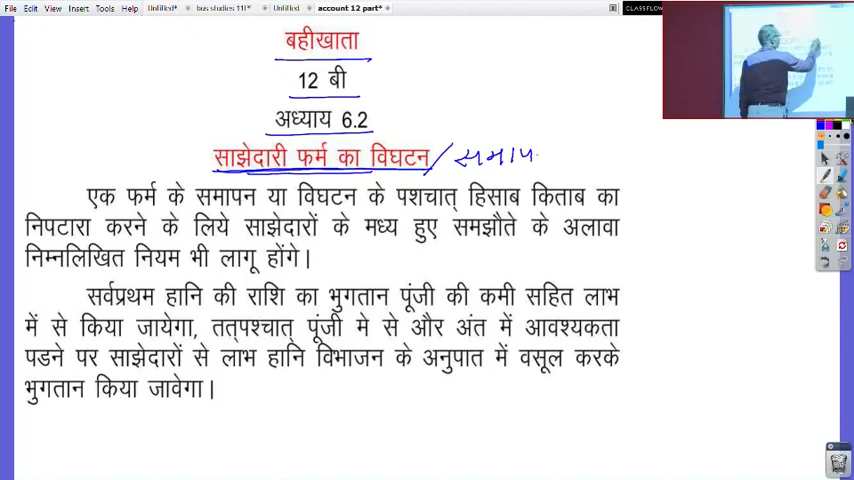 File Edit View Insert Tools Help Untitled* bus studies 11I* Untitled account 12 part* CLASSFLOW
बहीखाता
12 बी
अध्याय 6.2
साझेदारी फर्म का विघटन / समाप
एक फर्म के समापन या विघटन के पशचात् हिसाब किताब का
निपटारा करने के लिये साझेदारों के मध्य हुए समझौते के अलावा
निम्नलिखित नियम भी लागू होंगे।
सर्वप्रथम हानि की राशि का भुगतान पूंजी की कमी सहित लाभ
में से किया जायेगा, तत्पश्चात् पूंजी मे से और अंत में आवश्यकता
पडने पर साझेदारों से लाभ हानि विभाजन के अनुपात में वसूल करके
भुगतान किया जावेगा।